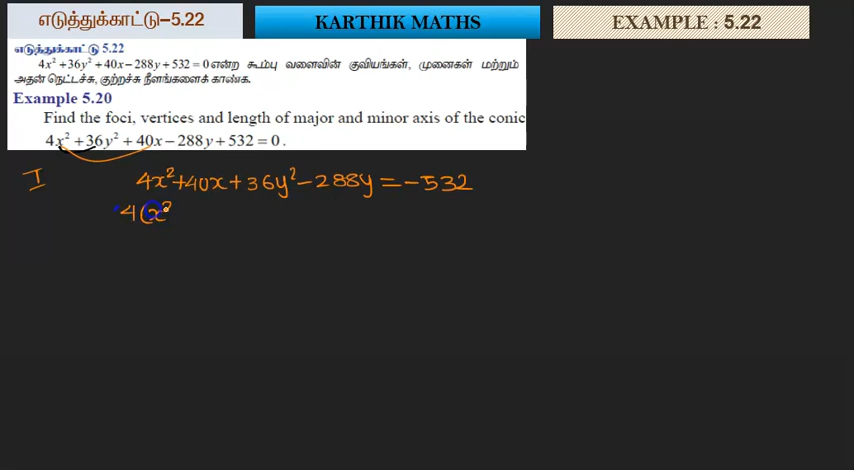 எடுத்துக்காட்டு-5.22
KARTHIK MATHS
EXAMPLE : 5.22
எடுத்துக்காட்டு 5.22
4x² + 36y² + 40x − 288y + 532 = 0 என்ற கூம்பு வளைவின் குவியங்கள், முனைகள் மற்றும்
அதன் நெட்டச்சு, குற்றச்சு நீளங்களைக் காண்க.
Example 5.20
Find the foci, vertices and length of major and minor axis of the conic
4x² + 36y² + 40x − 288y + 532 = 0 .
I 4x² + 40x + 36y² − 288y = −532
4(x²